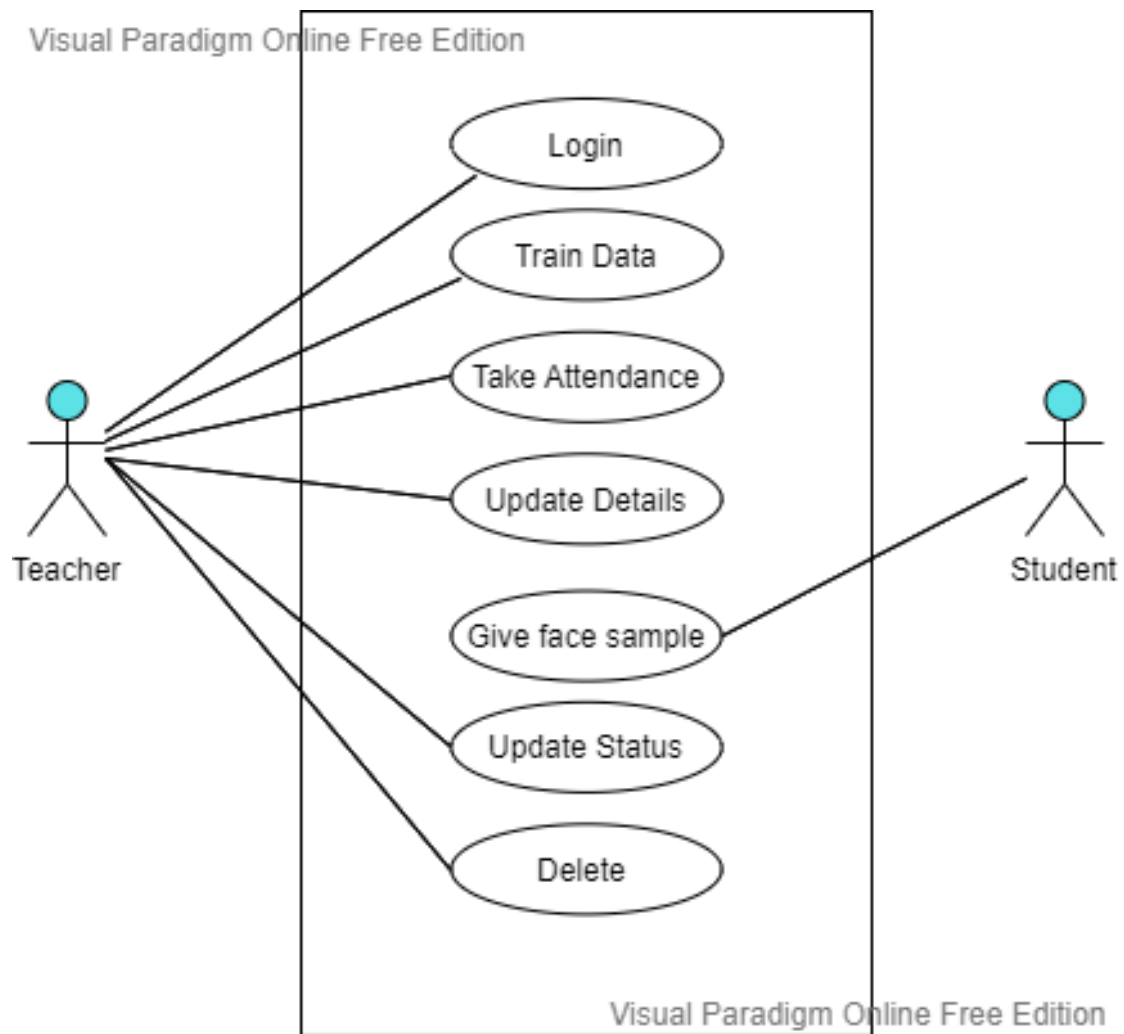 Visual Paradigm Online Free Edition
Login
Train Data
Take Attendance
Update Details
Teacher
Student
Give face sample
Update Status
Delete
Visual Paradigm Online Free Edition